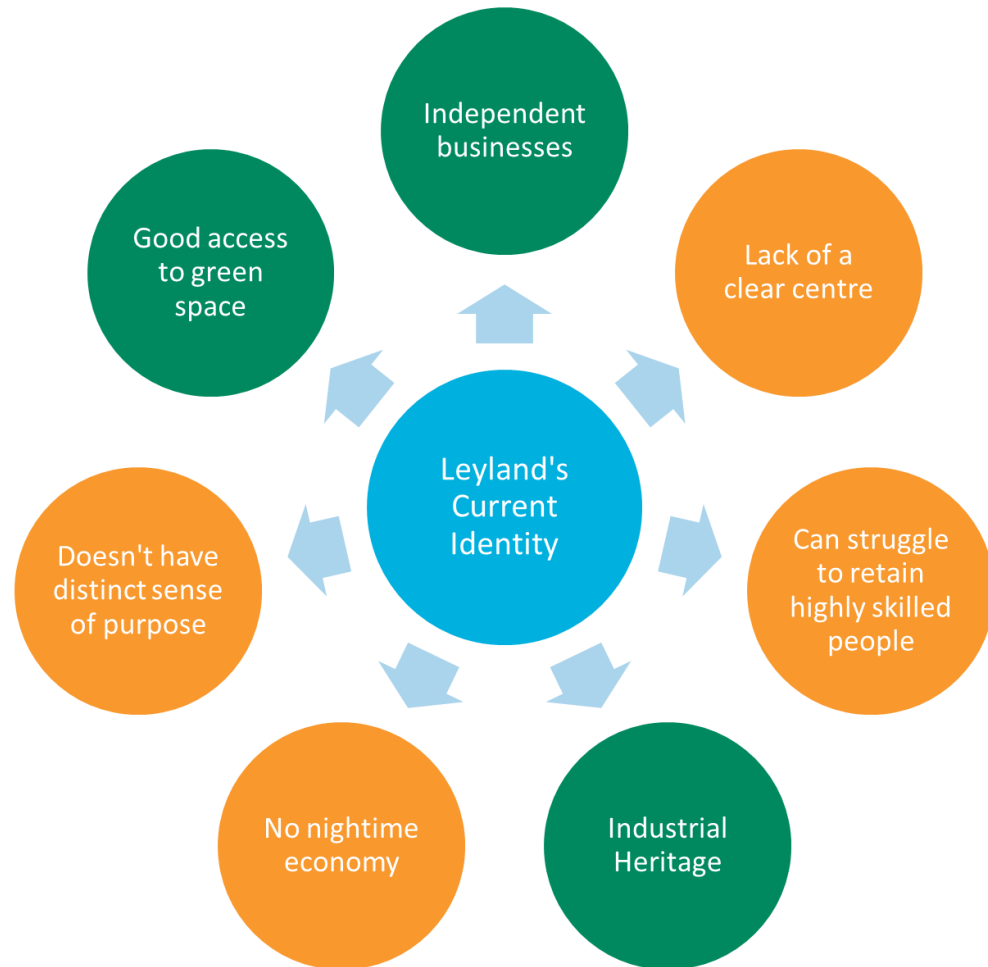 Independent
businesses
Lack of a
clear centre
Can struggle
to retain
highly skilled
people
Industrial
Heritage
No nightime
economy
Doesn't have
distinct sense
of purpose
Good access
to green
space
Leyland's
Current
Identity